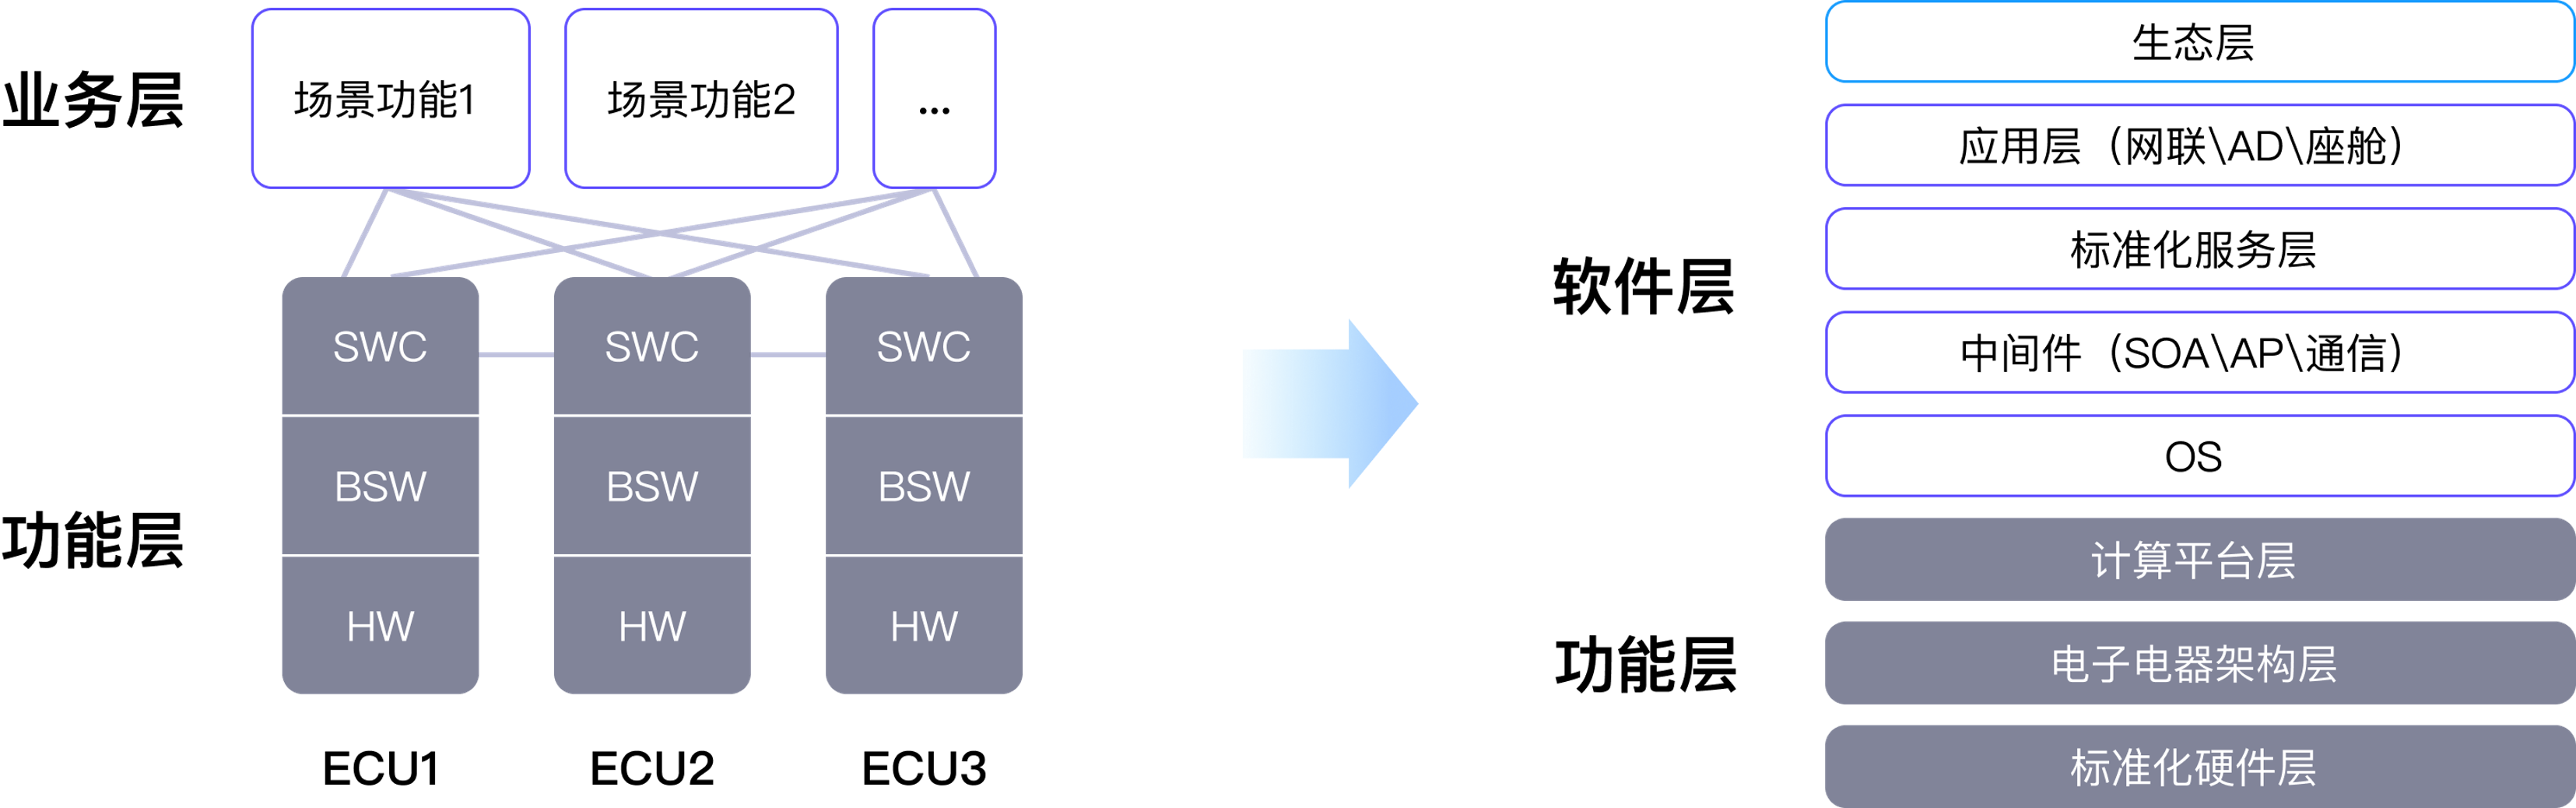 业务层
场景功能1
场景功能2
...
功能层
SWC
SWC
SWC
BSW
BSW
BSW
HW
HW
HW
ECU1
ECU2
ECU3
软件层
生态层
应用层（网联\AD\座舱）
标准化服务层
中间件（SOA\AP\通信）
OS
功能层
计算平台层
电子电器架构层
标准化硬件层